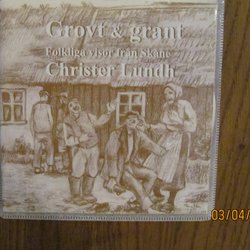 Grovt & grant
Folkliga visor från Skåne
Christer Lundh
03/04/